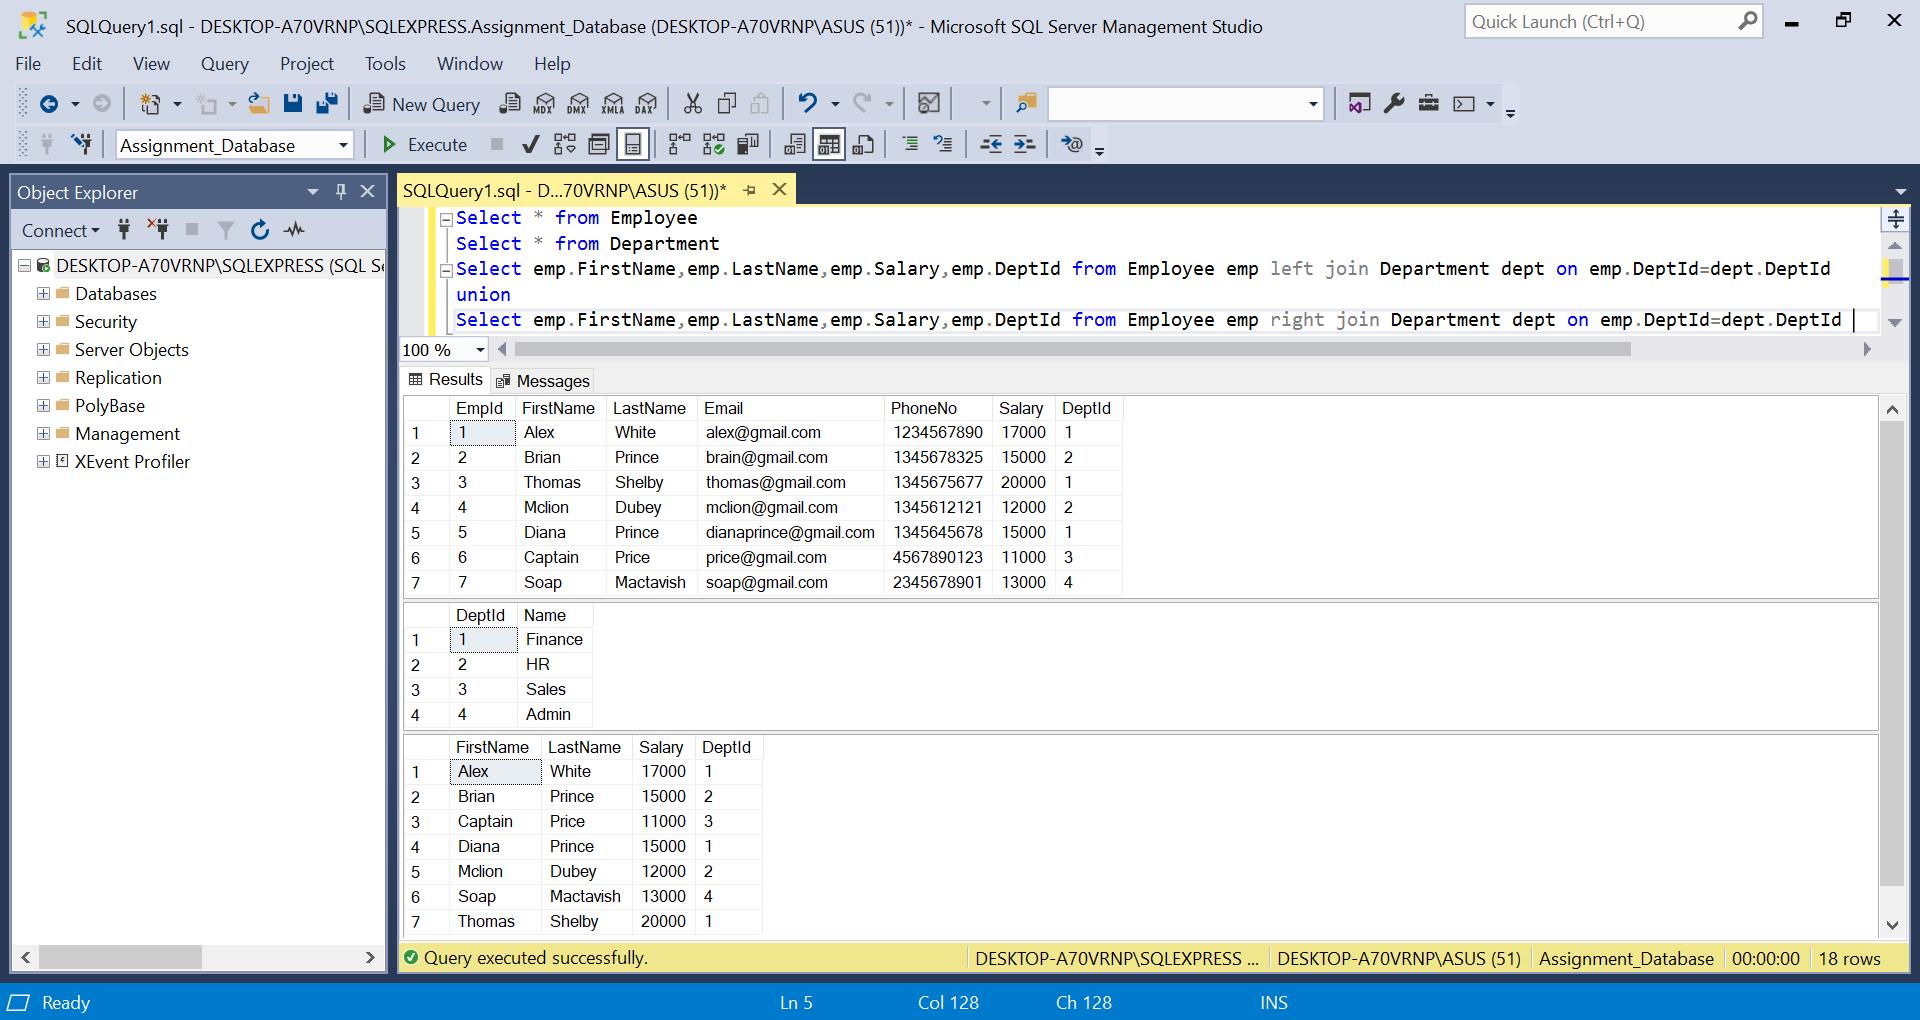 SQLQuery1.sql - DESKTOP-A70VRNP\SQLEXPRESS.Assignment_Database (DESKTOP-A70VRNP\ASUS (51))* - Microsoft SQL Server Management Studio
Quick Launch (Ctrl+Q)
File Edit View Query Project Tools Window Help
New Query MDX DMX XMLA DAX
Assignment_Database Execute
Object Explorer
Connect
DESKTOP-A70VRNP\SQLEXPRESS (SQL Se
Databases
Security
Server Objects
Replication
PolyBase
Management
XEvent Profiler
SQLQuery1.sql - D...70VRNP\ASUS (51))*
Select * from Employee
Select * from Department
Select emp.FirstName,emp.LastName,emp.Salary,emp.DeptId from Employee emp left join Department dept on emp.DeptId=dept.DeptId
union
Select emp.FirstName,emp.LastName,emp.Salary,emp.DeptId from Employee emp right join Department dept on emp.DeptId=dept.DeptId
100 %
Results Messages
EmpId FirstName LastName Email PhoneNo Salary DeptId
1 1 Alex White alex@gmail.com 1234567890 17000 1
2 2 Brian Prince brain@gmail.com 1345678325 15000 2
3 3 Thomas Shelby thomas@gmail.com 1345675677 20000 1
4 4 Mclion Dubey mclion@gmail.com 1345612121 12000 2
5 5 Diana Prince dianaprince@gmail.com 1345645678 15000 1
6 6 Captain Price price@gmail.com 4567890123 11000 3
7 7 Soap Mactavish soap@gmail.com 2345678901 13000 4
DeptId Name
1 1 Finance
2 2 HR
3 3 Sales
4 4 Admin
FirstName LastName Salary DeptId
1 Alex White 17000 1
2 Brian Prince 15000 2
3 Captain Price 11000 3
4 Diana Prince 15000 1
5 Mclion Dubey 12000 2
6 Soap Mactavish 13000 4
7 Thomas Shelby 20000 1
Query executed successfully. DESKTOP-A70VRNP\SQLEXPRESS ... DESKTOP-A70VRNP\ASUS (51) Assignment_Database 00:00:00 18 rows
Ready Ln 5 Col 128 Ch 128 INS